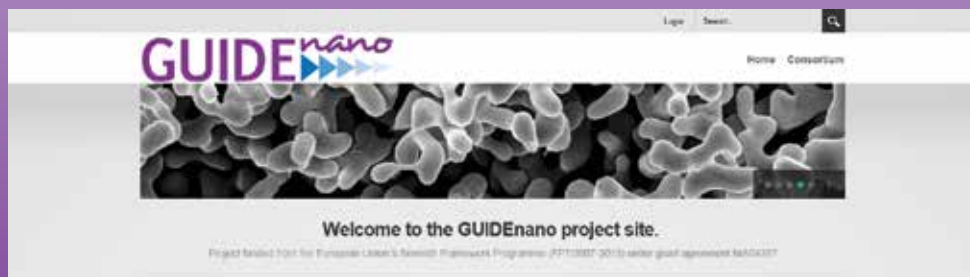 Login Search...
GUIDEnano
Home Consortium
Welcome to the GUIDEnano project site.
Project funded from the European Union's Seventh Framework Programme (FP7/2007-2013) under grant agreement